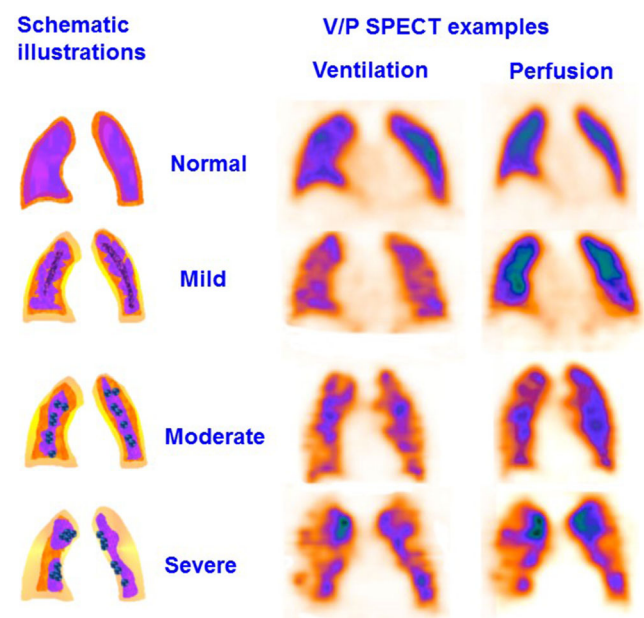 Schematic
illustrations
V/P SPECT examples
Ventilation
Perfusion
Normal
Mild
Moderate
Severe